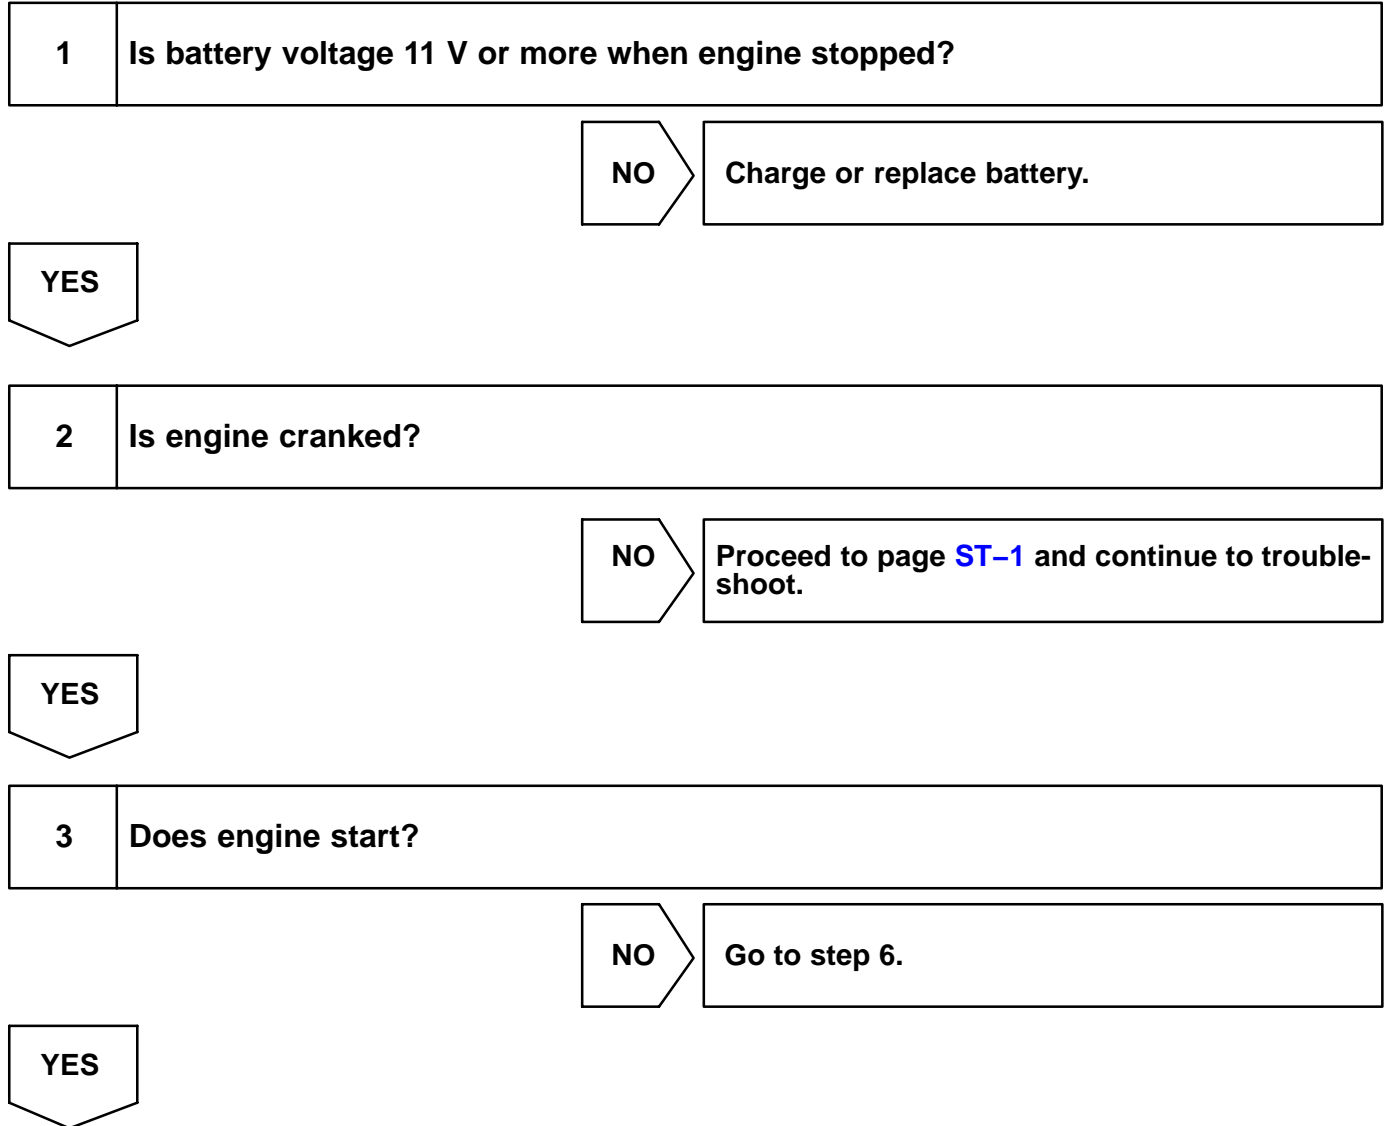 1 Is battery voltage 11 V or more when engine stopped?
NO Charge or replace battery.
YES
2 Is engine cranked?
NO Proceed to page ST–1 and continue to trouble-
shoot.
YES
3 Does engine start?
NO Go to step 6.
YES